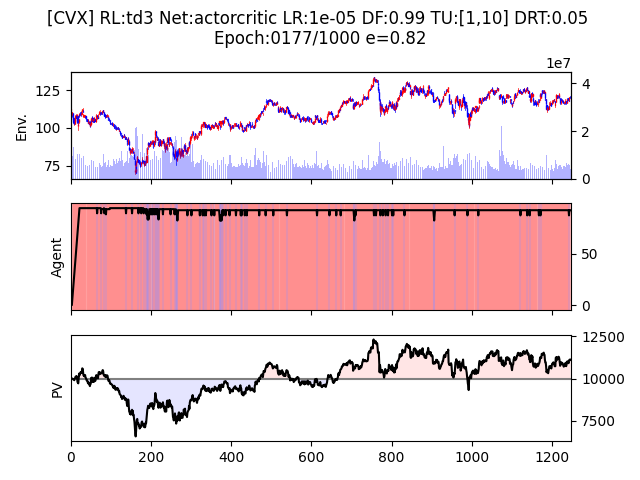 [CVX] RL:td3 Net:actorcritic LR:1e-05 DF:0.99 TU:[1,10] DRT:0.05
Epoch:0177/1000 e=0.82
1e7
125
100
75
Env.
4
2
0
Agent
50
0
PV
12500
10000
7500
0 200 400 600 800 1000 1200